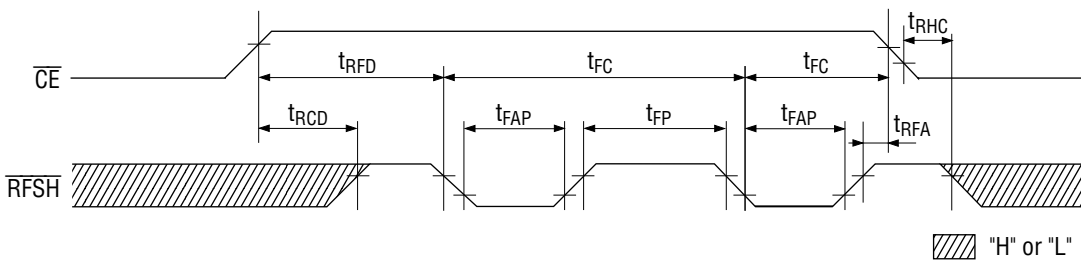 tRHC
CE
tRFD
tFC
tFC
tRCD
tFAP
tFP
tFAP
tRFA
RFSH
"H" or "L"